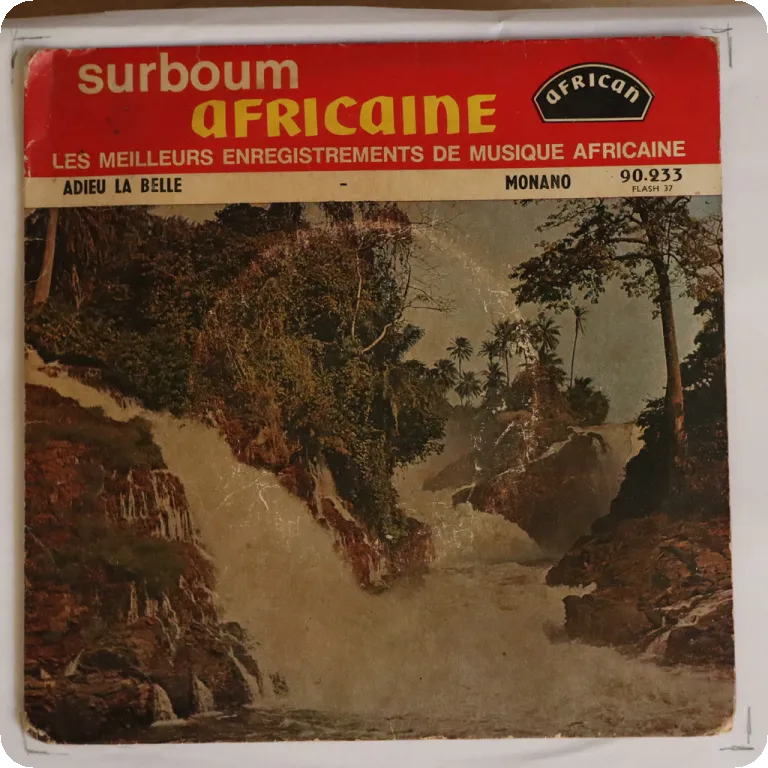 surboum
africaine
african
LES MEILLEURS ENREGISTREMENTS DE MUSIQUE AFRICAINE
ADIEU LA BELLE - MONANO 90.233
FLASH 37